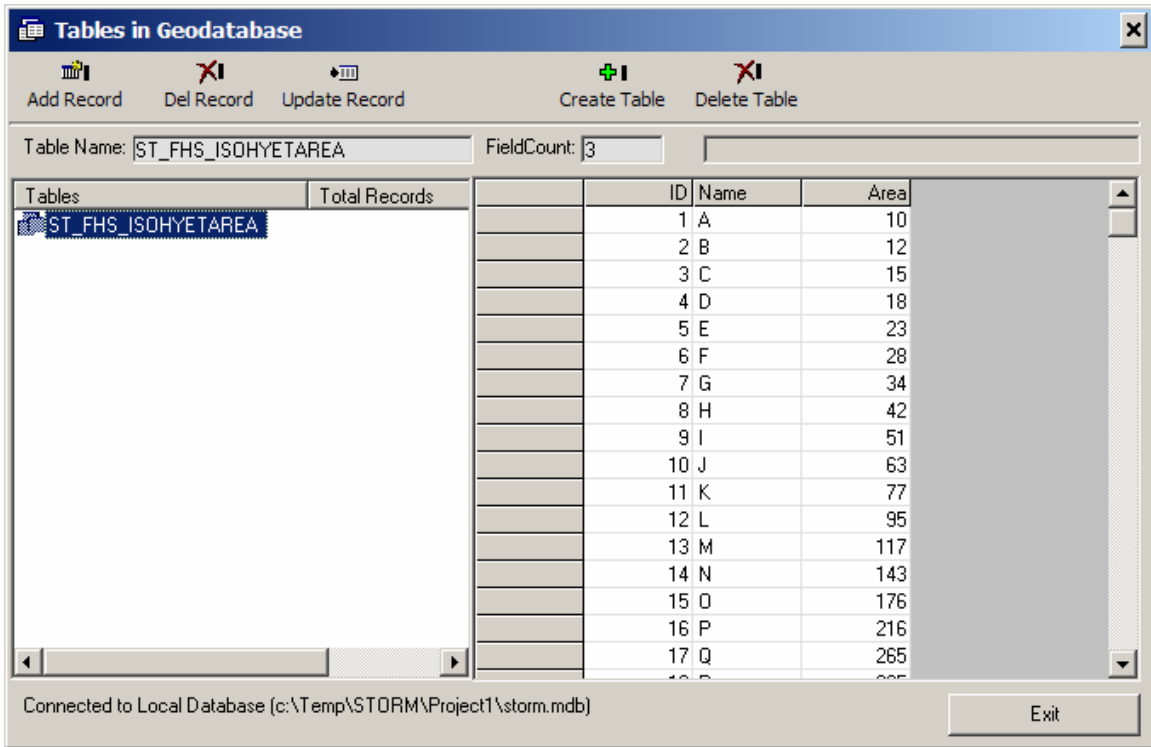 Tables in Geodatabase
Add Record Del Record Update Record Create Table Delete Table
Table Name: ST_FHS_ISOHYETAREA FieldCount: 3
Tables Total Records
ST_FHS_ISOHYETAREA
ID Name Area
1 A 10
2 B 12
3 C 15
4 D 18
5 E 23
6 F 28
7 G 34
8 H 42
9 I 51
10 J 63
11 K 77
12 L 95
13 M 117
14 N 143
15 O 176
16 P 216
17 Q 265
Connected to Local Database (c:\Temp\STORM\Project1\storm.mdb)
Exit